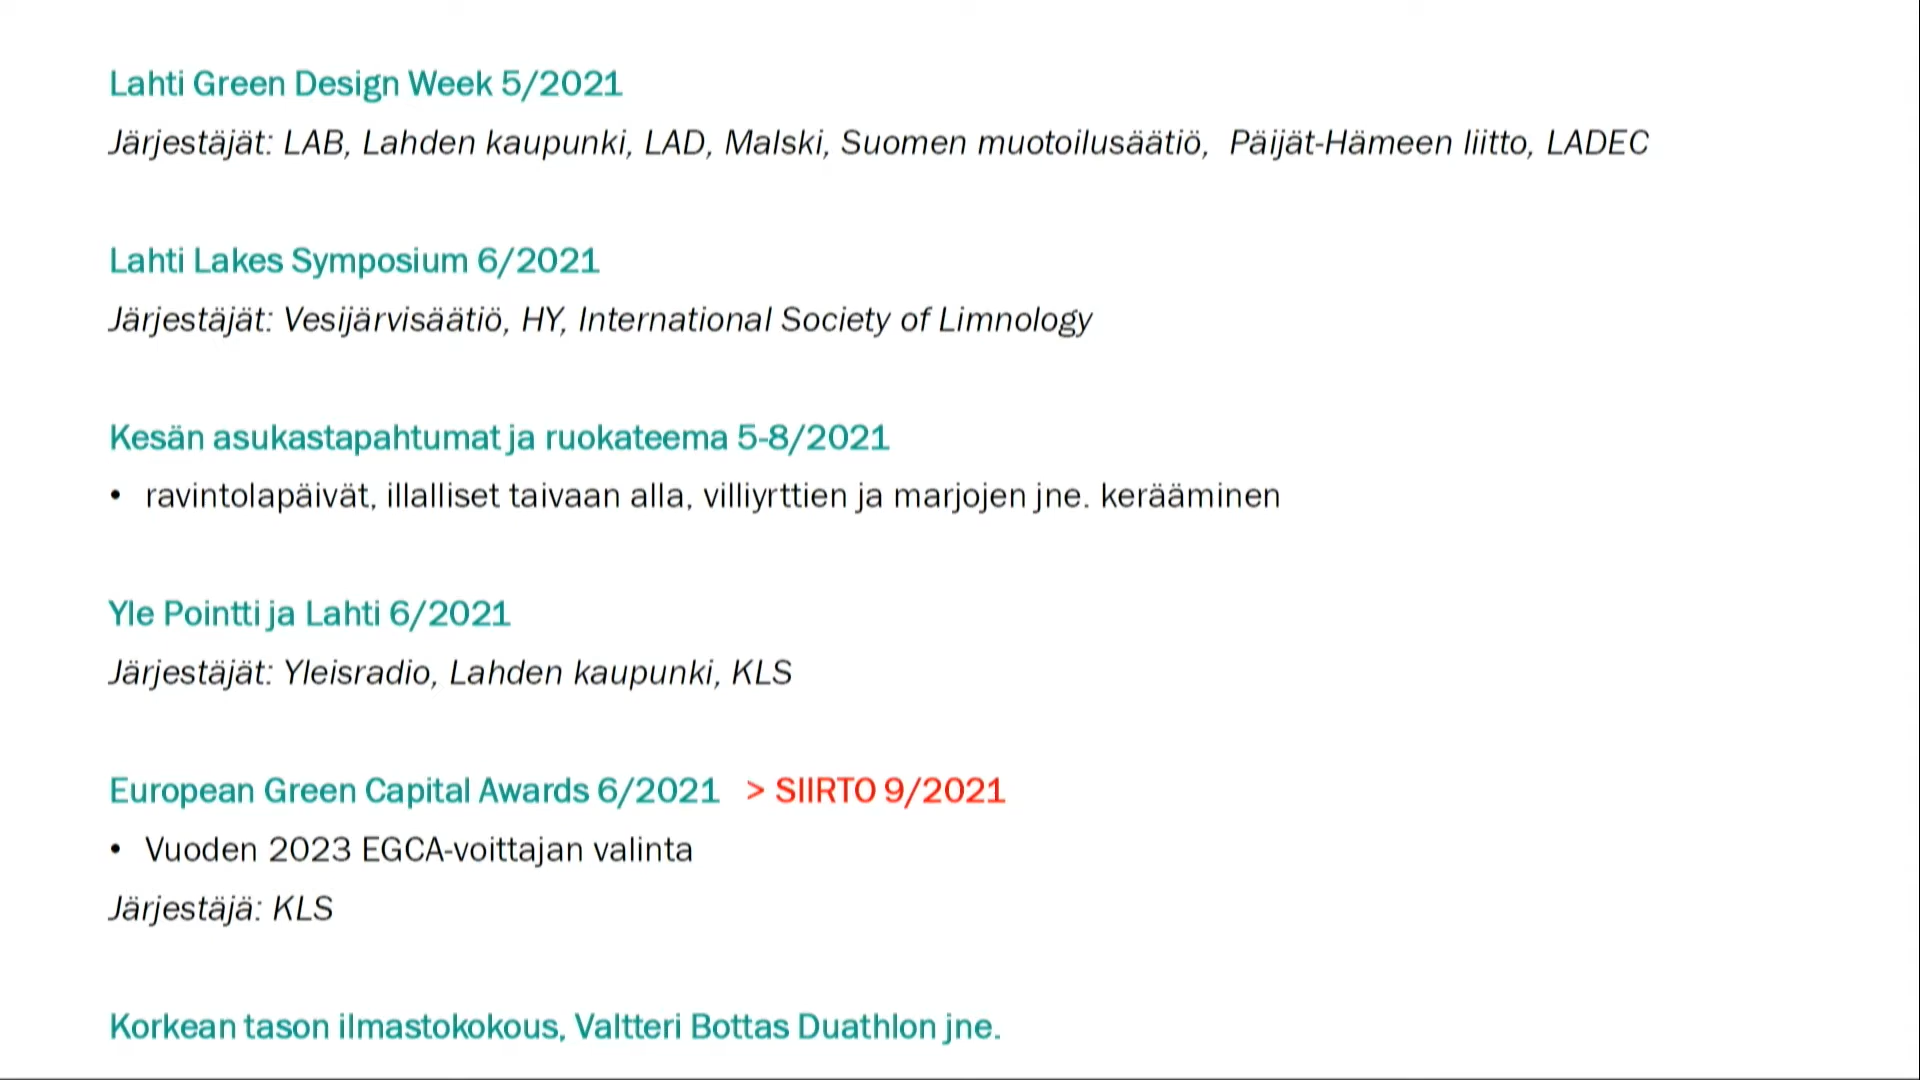 Lahti Green Design Week 5/2021
Järjestäjät: LAB, Lahden kaupunki, LAD, Malski, Suomen muotoilusäätiö, Päijät-Hämeen liitto, LADEC
Lahti Lakes Symposium 6/2021
Järjestäjät: Vesijärvisäätiö, HY, International Society of Limnology
Kesän asukastapahtumat ja ruokateema 5-8/2021
• ravintolapäivät, illalliset taivaan alla, villiyrttien ja marjojen jne. kerääminen
Yle Pointti ja Lahti 6/2021
Järjestäjät: Yleisradio, Lahden kaupunki, KLS
European Green Capital Awards 6/2021 > SIIRTO 9/2021
• Vuoden 2023 EGCA-voittajan valinta
Järjestäjä: KLS
Korkean tason ilmastokokous, Valtteri Bottas Duathlon jne.